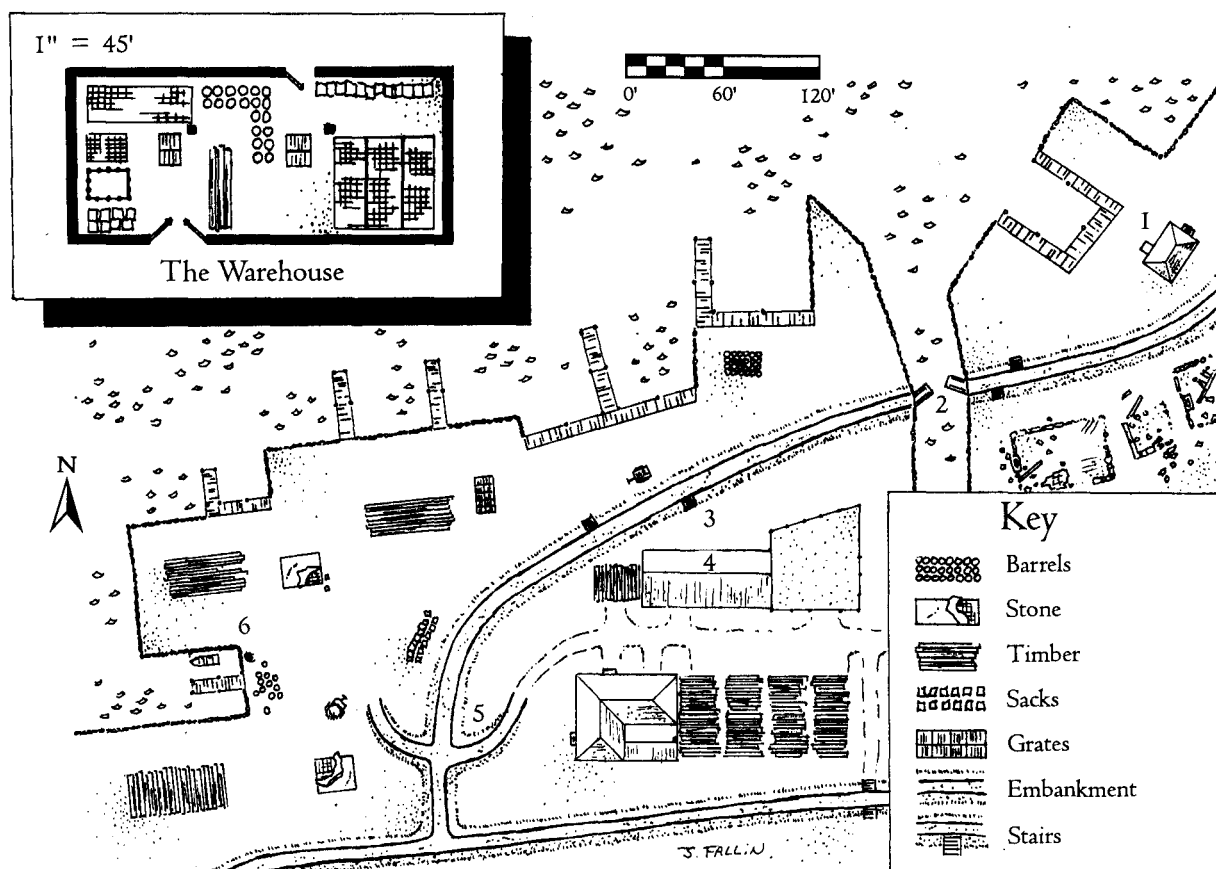 I" = 45'
The Warehouse
0' 60' 120'
1
2
N
3
4
6
5
Key
Barrels
Stone
Timber
Sacks
Grates
Embankment
Stairs
J. FALLIN